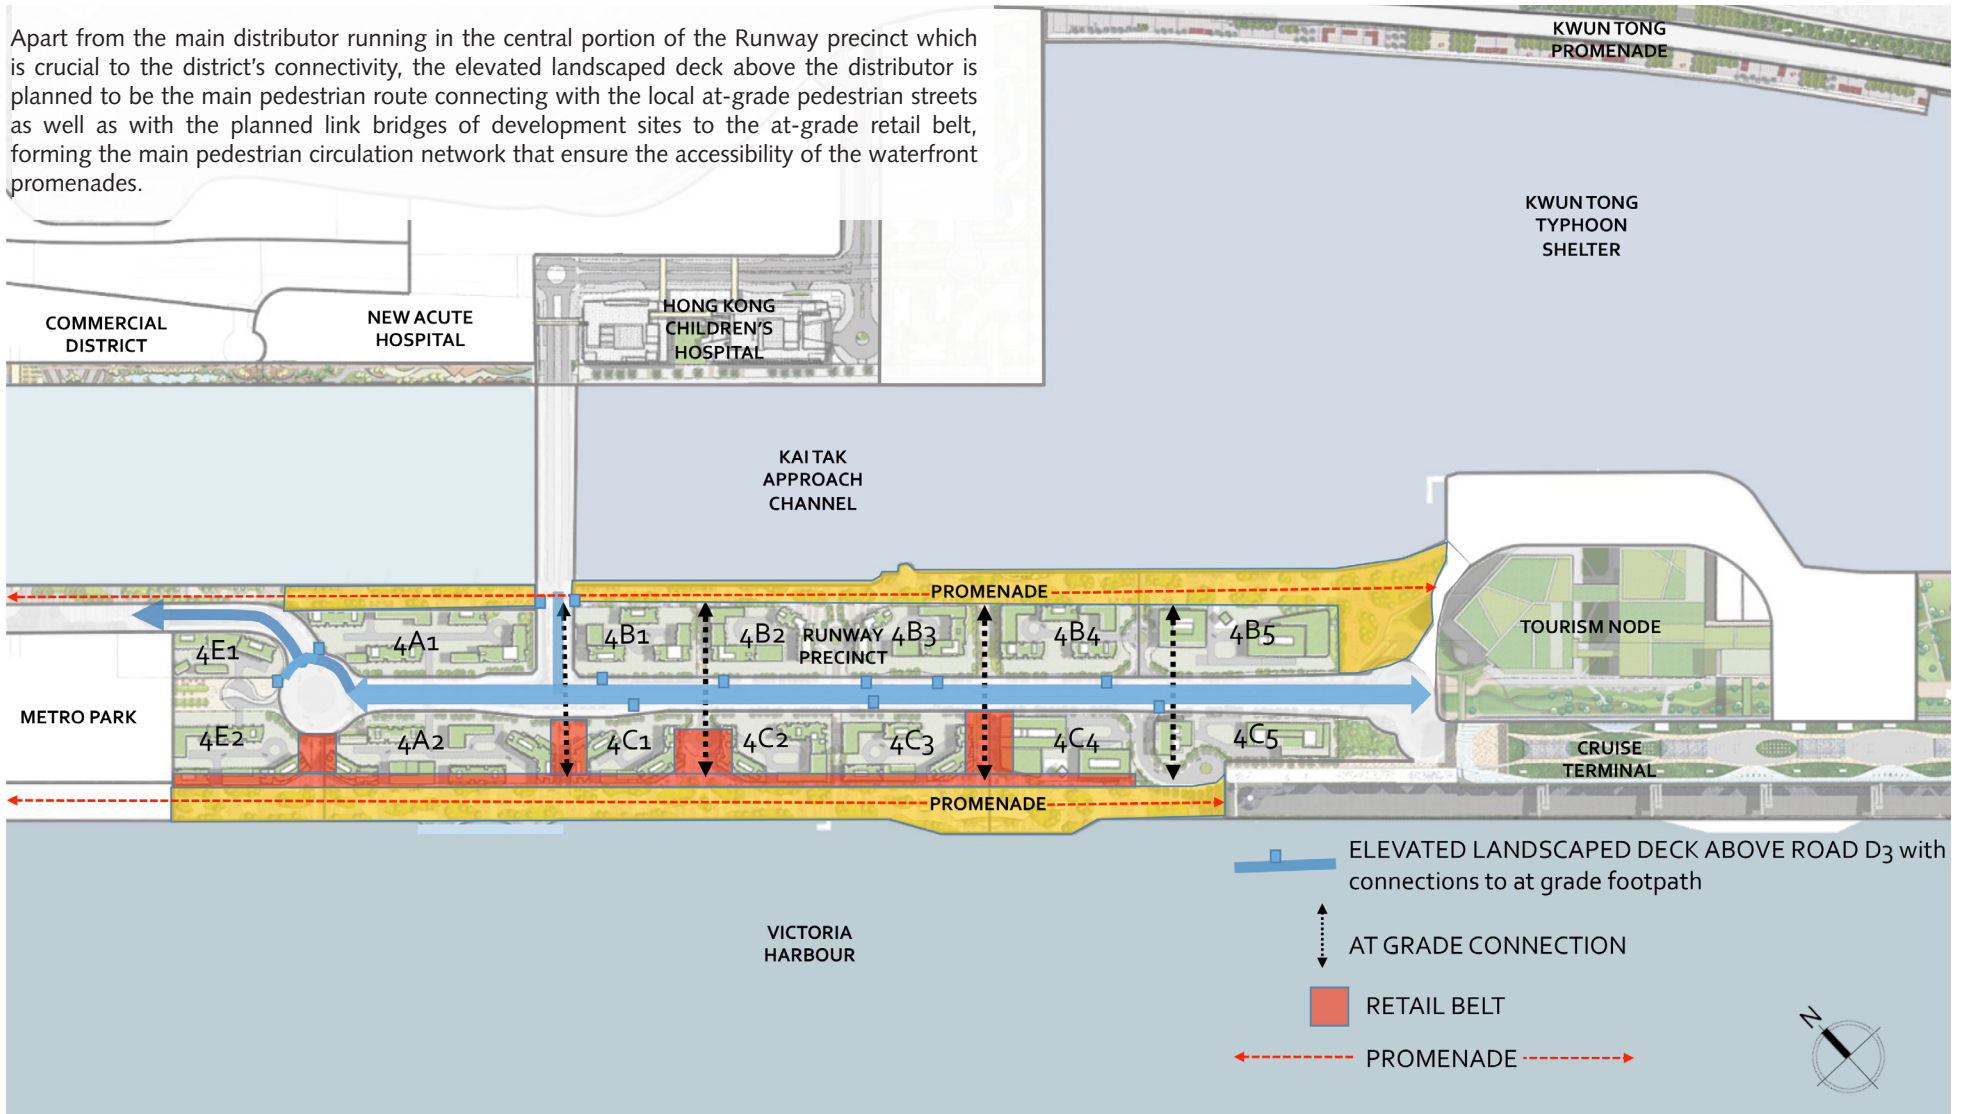 Apart from the main distributor running in the central portion of the Runway precinct which
is crucial to the district's connectivity, the elevated landscaped deck above the distributor is
planned to be the main pedestrian route connecting with the local at-grade pedestrian streets
as well as with the planned link bridges of development sites to the at-grade retail belt,
forming the main pedestrian circulation network that ensure the accessibility of the waterfront
promenades.
KWUN TONG
PROMENADE
KWUN TONG
TYPHOON
SHELTER
COMMERCIAL
DISTRICT
NEW ACUTE
HOSPITAL
HONG KONG
CHILDREN'S
HOSPITAL
KAI TAK
APPROACH
CHANNEL
PROMENADE
4E1
4A1
4B1
4B2
RUNWAY
PRECINCT
4B3
4B4
4B5
TOURISM NODE
METRO PARK
4E2
4A2
4C1
4C2
4C3
4C4
4C5
CRUISE
TERMINAL
PROMENADE
VICTORIA
HARBOUR
ELEVATED LANDSCAPED DECK ABOVE ROAD D3 with
connections to at grade footpath
AT GRADE CONNECTION
RETAIL BELT
PROMENADE
N